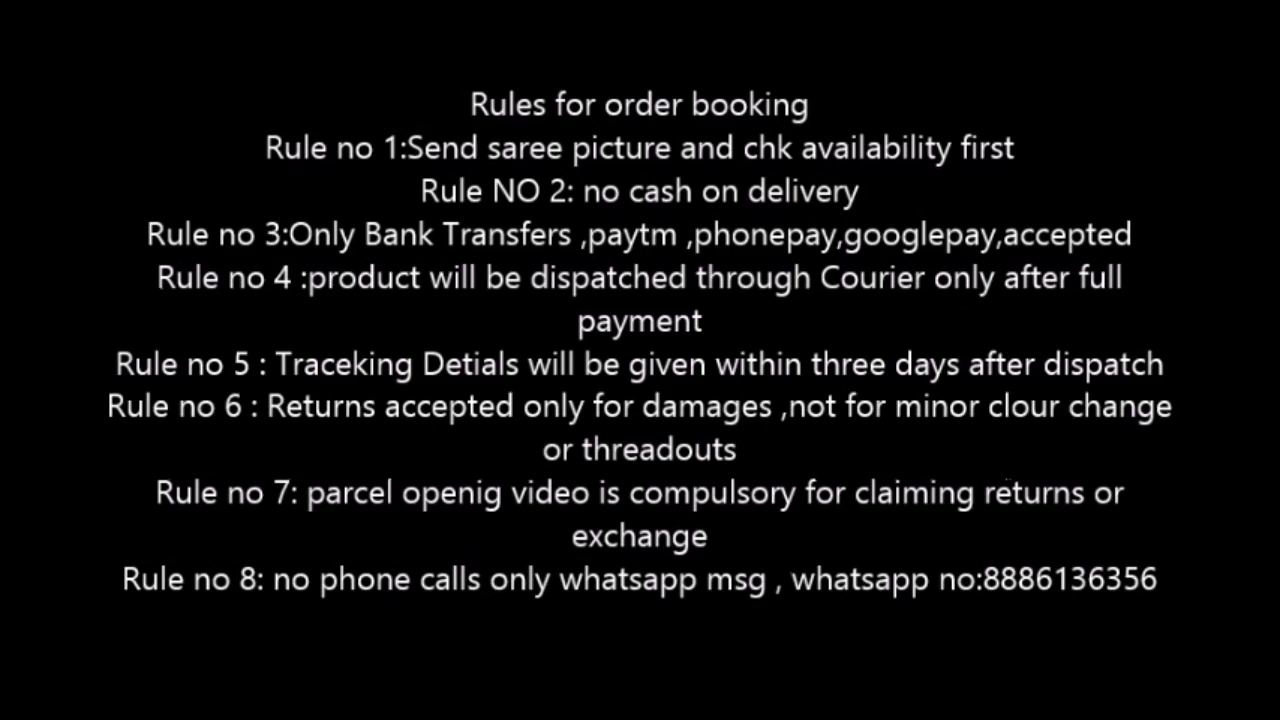 Rules for order booking
Rule no 1:Send saree picture and chk availability first
Rule NO 2: no cash on delivery
Rule no 3:Only Bank Transfers ,paytm ,phonepay,googlepay,accepted
Rule no 4 :product will be dispatched through Courier only after full
payment
Rule no 5 : Traceking Detials will be given within three days after dispatch
Rule no 6 : Returns accepted only for damages ,not for minor clour change
or threadouts
Rule no 7: parcel openig video is compulsory for claiming returns or
exchange
Rule no 8: no phone calls only whatsapp msg , whatsapp no:8886136356